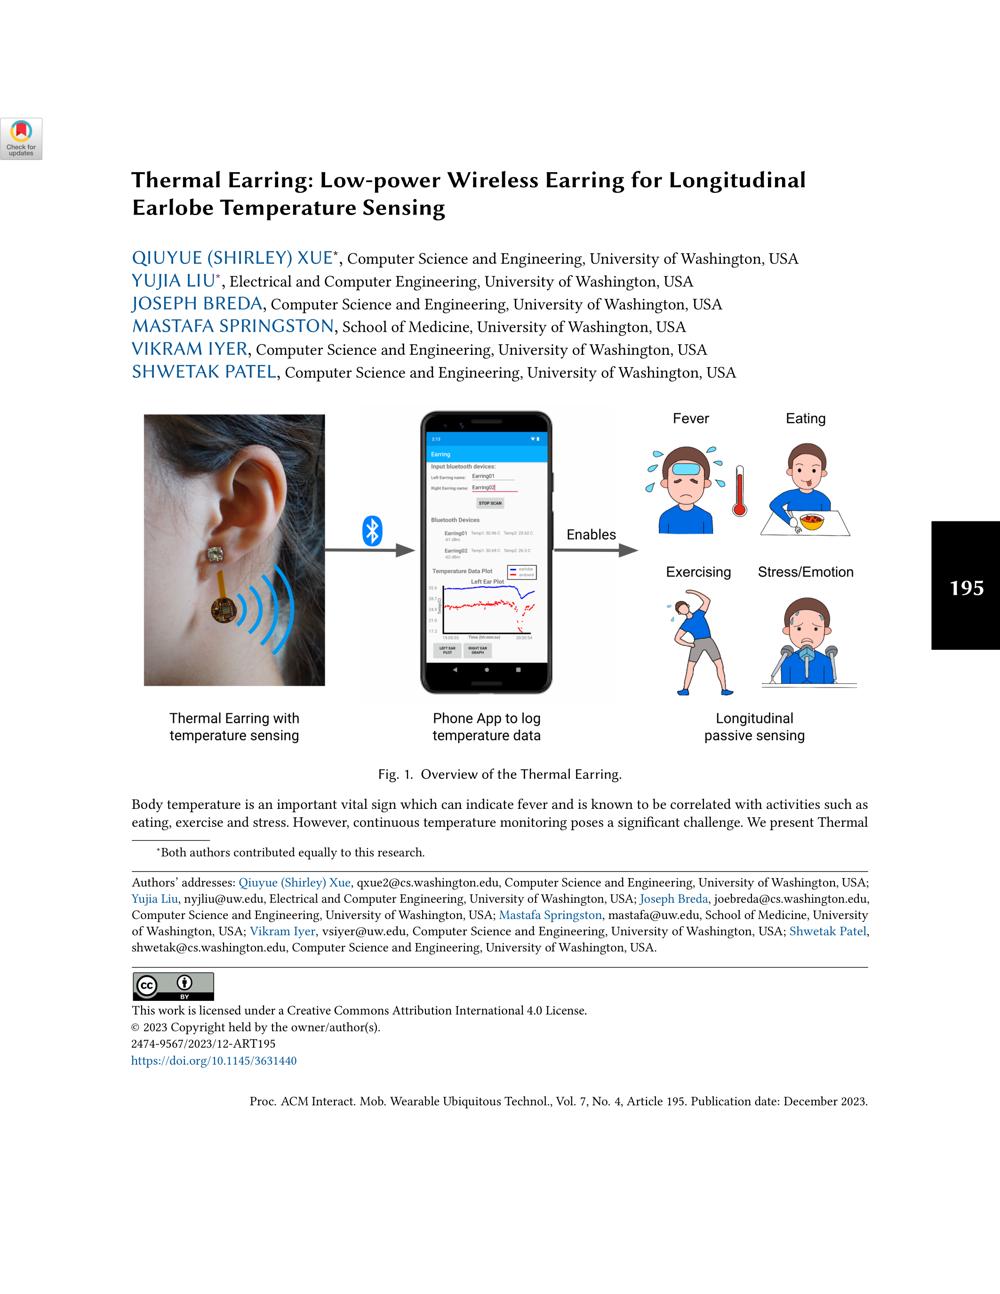 Check for
updates
Thermal Earring: Low-power Wireless Earring for Longitudinal
Earlobe Temperature Sensing
QIUYUE (SHIRLEY) XUE*, Computer Science and Engineering, University of Washington, USA
YUJIA LIU*, Electrical and Computer Engineering, University of Washington, USA
JOSEPH BREDA, Computer Science and Engineering, University of Washington, USA
MASTAFA SPRINGSTON, School of Medicine, University of Washington, USA
VIKRAM IYER, Computer Science and Engineering, University of Washington, USA
SHWETAK PATEL, Computer Science and Engineering, University of Washington, USA
2:13
Earring
Input bluetooth devices:
Left Earring name: Earring01
Right Earring name: Earring02
STOP SCAN
Bluetooth Devices
Earring01
Earring02
Temperature Data Plot
earlobe
Left Ear Plot
Time (hh:mm:ss)
LEFT EAR
PLOT
RIGHT EAR
GRAPH
Enables
Fever
Eating
Exercising
Stress/Emotion
195
Thermal Earring with
temperature sensing
Phone App to log
temperature data
Longitudinal
passive sensing
Fig. 1. Overview of the Thermal Earring.
Body temperature is an important vital sign which can indicate fever and is known to be correlated with activities such as
eating, exercise and stress. However, continuous temperature monitoring poses a significant challenge. We present Thermal
*Both authors contributed equally to this research.
Authors' addresses: Qiuyue (Shirley) Xue, qxue2@cs.washington.edu, Computer Science and Engineering, University of Washington, USA;
Yujia Liu, nyjliu@uw.edu, Electrical and Computer Engineering, University of Washington, USA; Joseph Breda, joebreda@cs.washington.edu,
Computer Science and Engineering, University of Washington, USA; Mastafa Springston, mastafa@uw.edu, School of Medicine, University
of Washington, USA; Vikram Iyer, vsiyer@uw.edu, Computer Science and Engineering, University of Washington, USA; Shwetak Patel,
shwetak@cs.washington.edu, Computer Science and Engineering, University of Washington, USA.
cc
BY
This work is licensed under a Creative Commons Attribution International 4.0 License.
© 2023 Copyright held by the owner/author(s).
2474-9567/2023/12-ART195
https://doi.org/10.1145/3631440
Proc. ACM Interact. Mob. Wearable Ubiquitous Technol., Vol. 7, No. 4, Article 195. Publication date: December 2023.